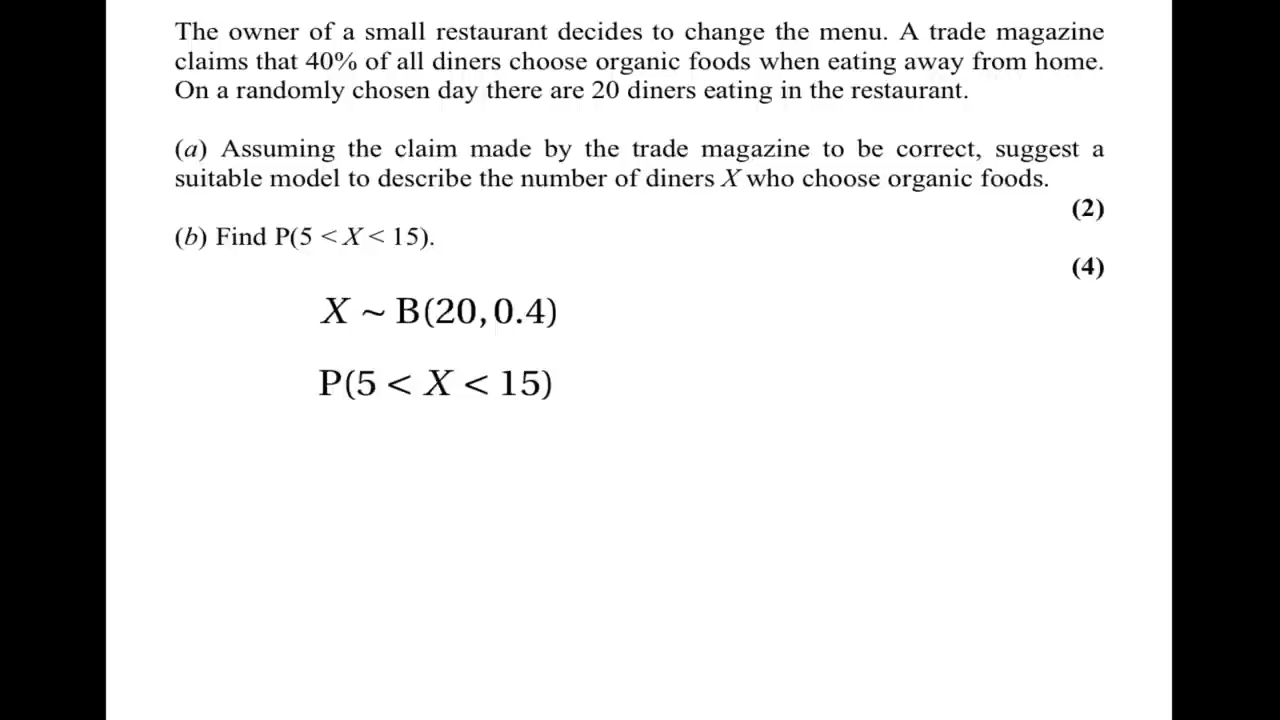 The owner of a small restaurant decides to change the menu. A trade magazine
claims that 40% of all diners choose organic foods when eating away from home.
On a randomly chosen day there are 20 diners eating in the restaurant.
(a) Assuming the claim made by the trade magazine to be correct, suggest a
suitable model to describe the number of diners X who choose organic foods.
(2)
(b) Find P(5 < X < 15).
(4)
X ~ B(20, 0.4)
P(5 < X < 15)